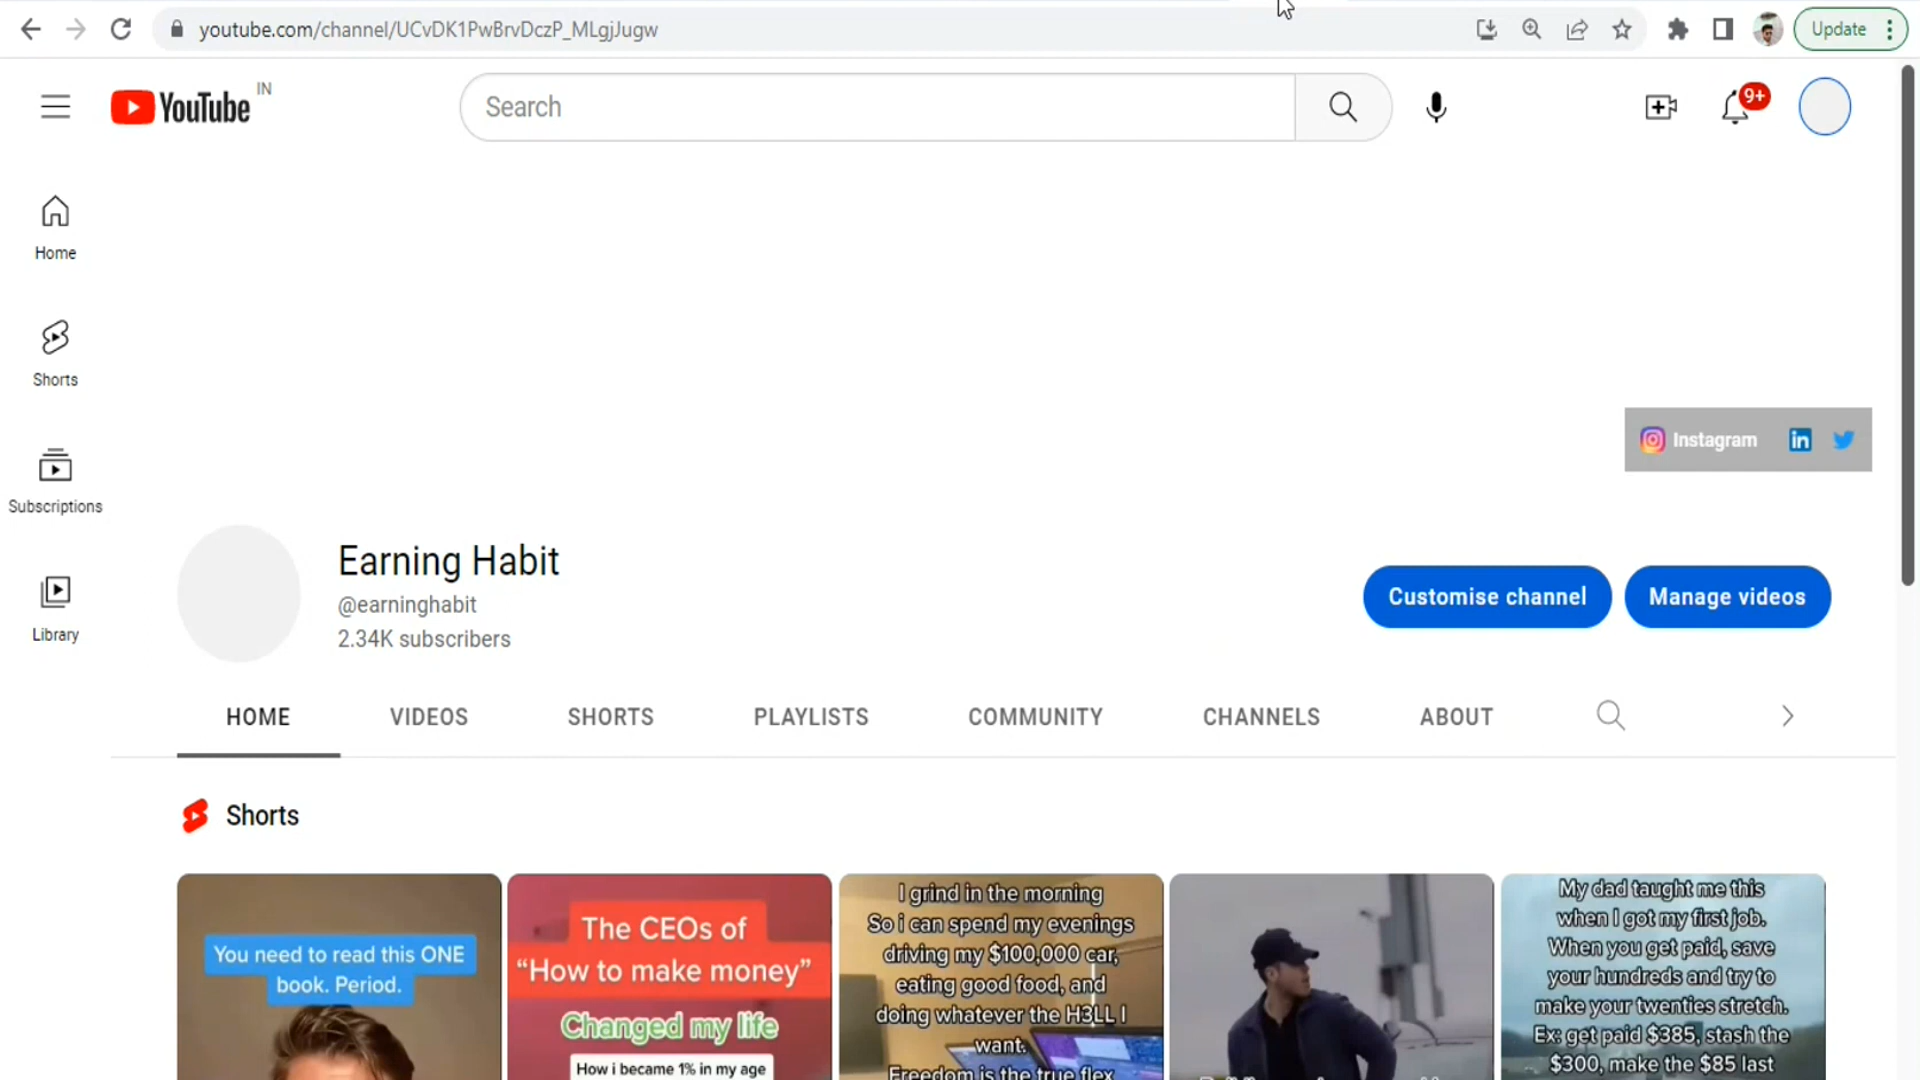 youtube.com/channel/UCvDK1PwBrvDczP_MLgjJugw
Update
YouTube IN
Search
9+
Home
Shorts
Subscriptions
Library
Instagram
in
Earning Habit
@earninghabit
2.34K subscribers
Customise channel
Manage videos
HOME VIDEOS SHORTS PLAYLISTS COMMUNITY CHANNELS ABOUT
Shorts
You need to read this ONE
book. Period.
The CEOs of
“How to make money”
Changed my life
How i became 1% in my age
I grind in the morning
So i can spend my evenings
driving my $100,000 car,
eating good food, and
doing whatever the H3LL I
want.
Freedom is the true flex
My dad taught me this
when I got my first job.
When you get paid, save
your hundreds and try to
make your twenties stretch.
Ex: get paid $385, stash the
$300, make the $85 last